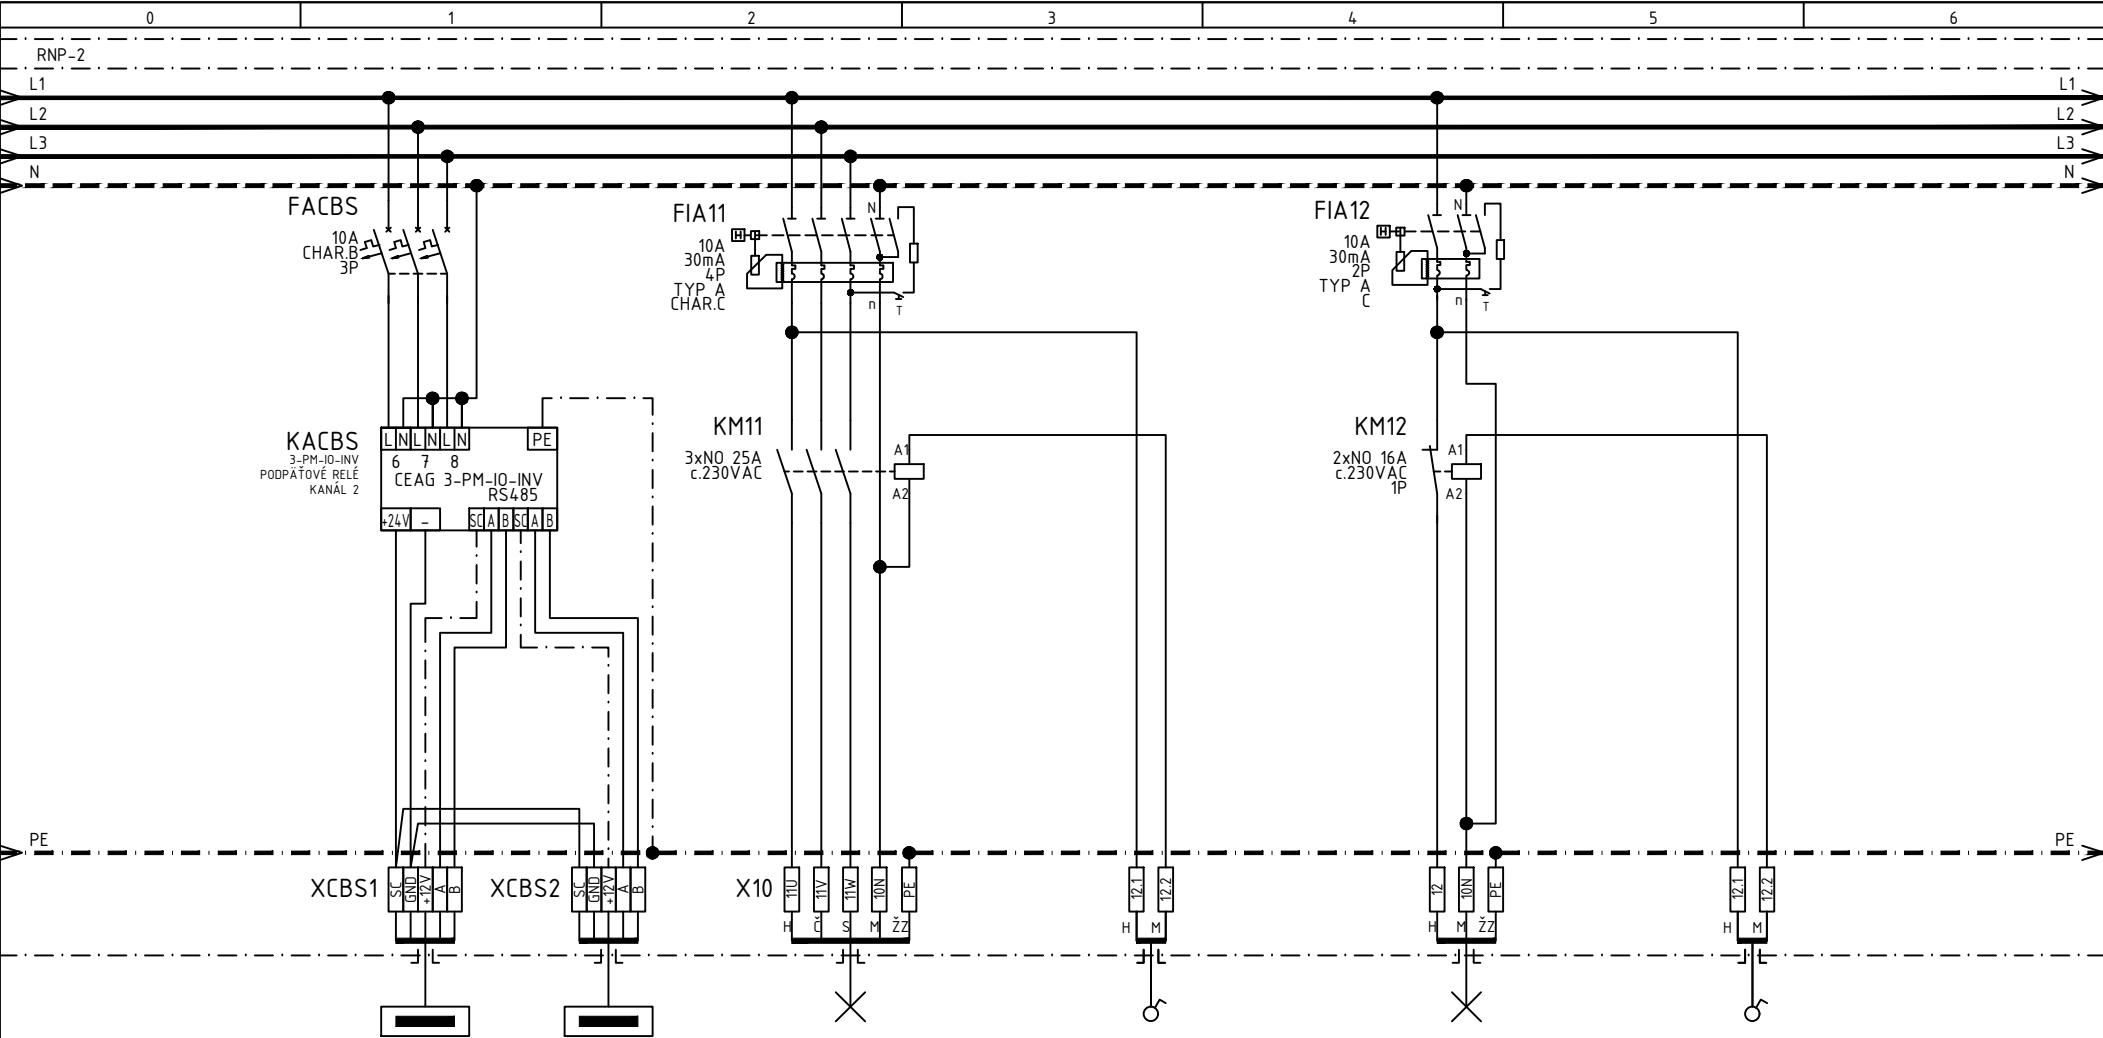 0 1 2 3 4 5 6
RNP-2
L1 L1
L2 L2
L3 L3
N N
FACBS
10A
CHAR.B
3P
FIA11
10A
30mA
4P
TYP A
CHAR.C
N
H
n
T
FIA12
10A
30mA
2P
TYP A
C
N
H
n
T
KACBS
3-PM-IO-INV
PODPÄŤOVÉ RELÉ
KANÁL 2
L N L N L N PE
6 7 8
CEAG 3-PM-IO-INV
RS485
+24V - SC A B SC A B
KM11
3xNO 25A
c.230VAC
A1
A2
KM12
2xNO 16A
c.230VAC
1P
A1
A2
PE PE
XCBS1 SC GND +12V A B
XCBS2 SC GND +12V A B
X10 11U 11V 11W 10N PE
12.1 12.2
12 10N PE
12.1 12.2
H Č S M ŽZ
H M
H M ŽZ
H M